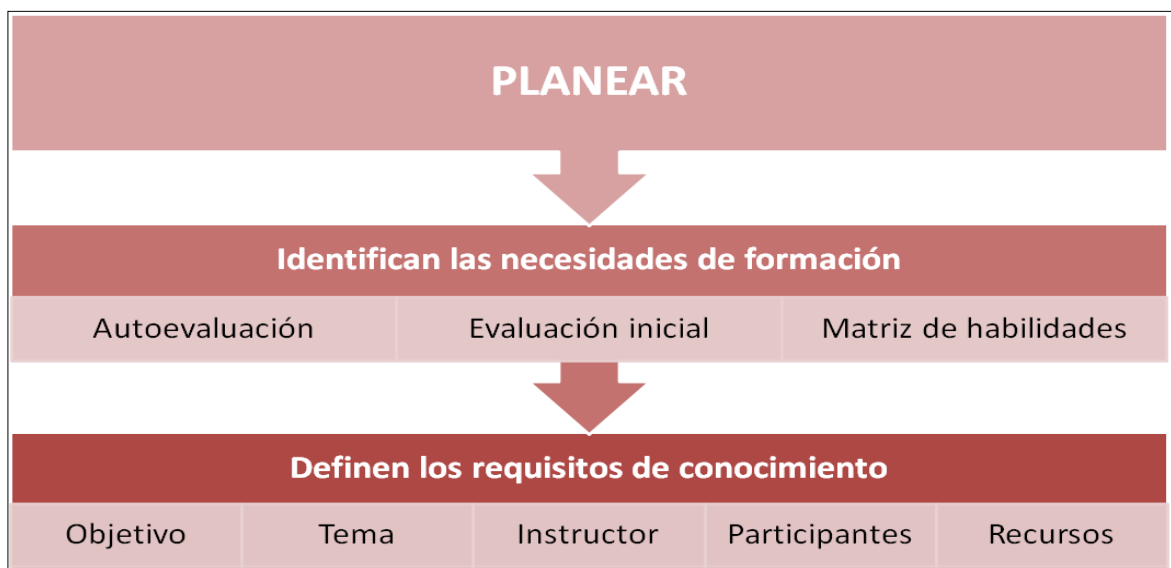 PLANEAR
Identifican las necesidades de formación
Autoevaluación Evaluación inicial Matriz de habilidades
Definen los requisitos de conocimiento
Objetivo Tema Instructor Participantes Recursos